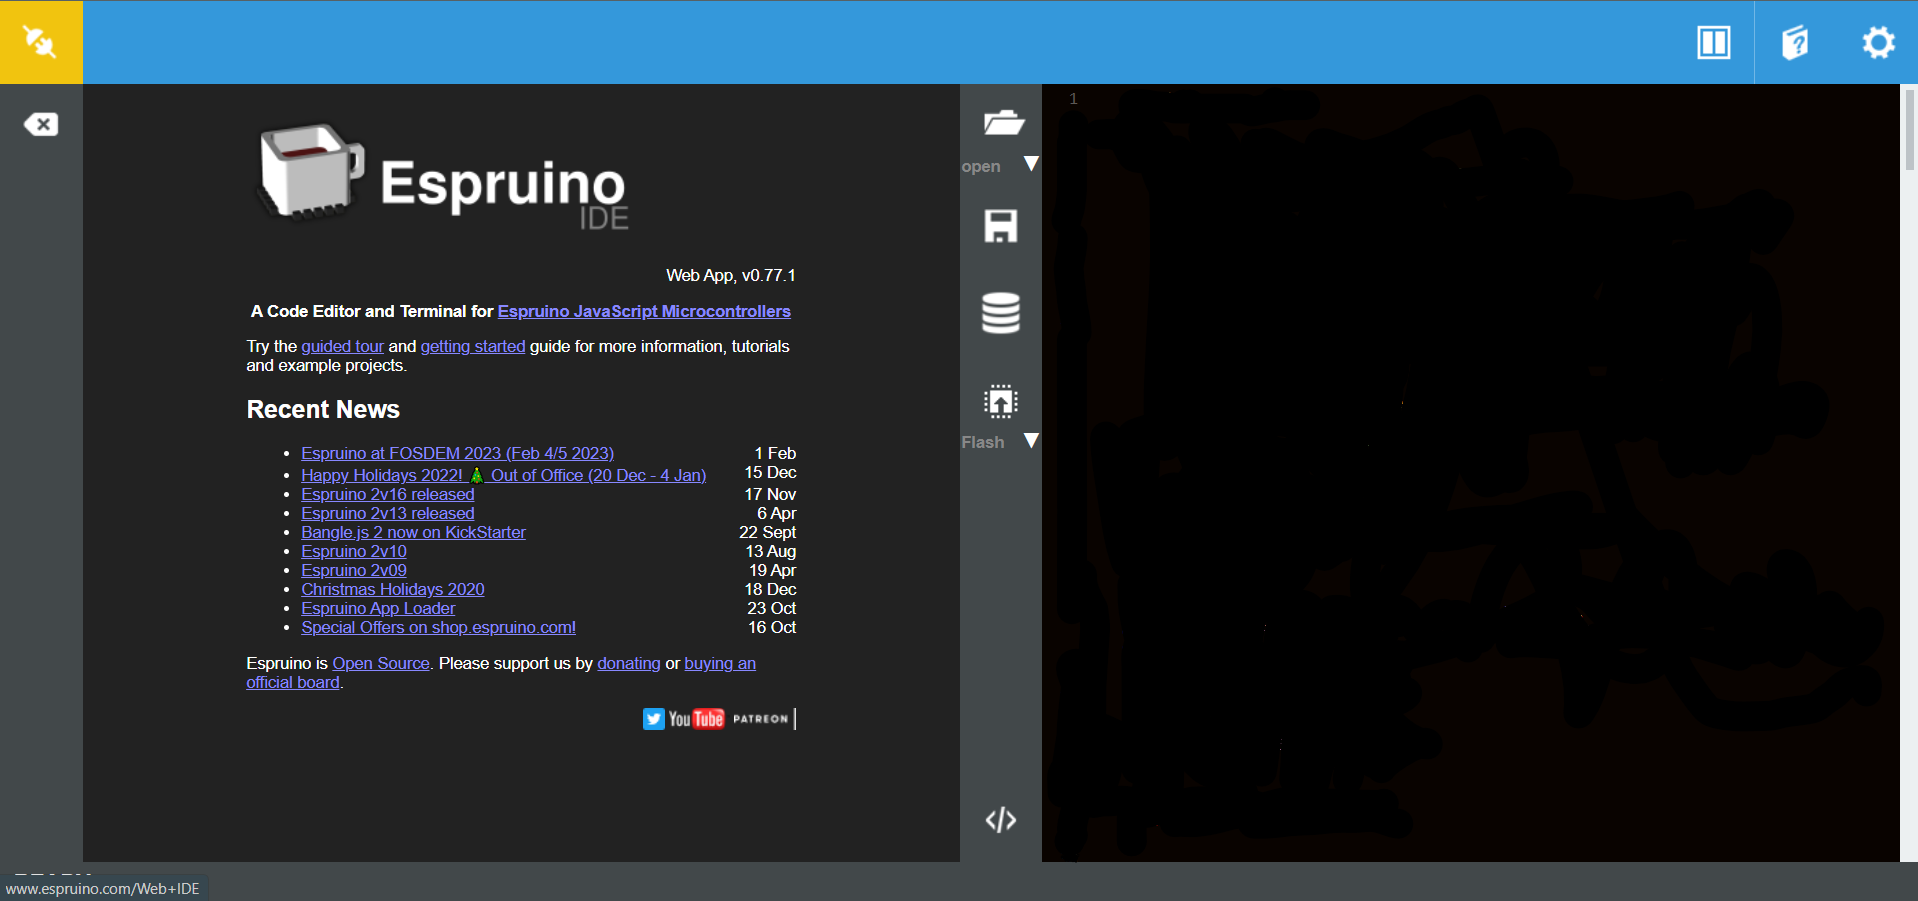 Espruino
IDE
Web App, v0.77.1
A Code Editor and Terminal for Espruino JavaScript Microcontrollers
Try the guided tour and getting started guide for more information, tutorials
and example projects.
Recent News
Espruino at FOSDEM 2023 (Feb 4/5 2023) 1 Feb
Happy Holidays 2022! 🎄 Out of Office (20 Dec - 4 Jan) 15 Dec
Espruino 2v16 released 17 Nov
Espruino 2v13 released 6 Apr
Bangle.js 2 now on KickStarter 22 Sept
Espruino 2v10 13 Aug
Espruino 2v09 19 Apr
Christmas Holidays 2020 18 Dec
Espruino App Loader 23 Oct
Special Offers on shop.espruino.com! 16 Oct
Espruino is Open Source. Please support us by donating or buying an
official board.
YouTube PATREON
open
Flash
1
www.espruino.com/Web+IDE